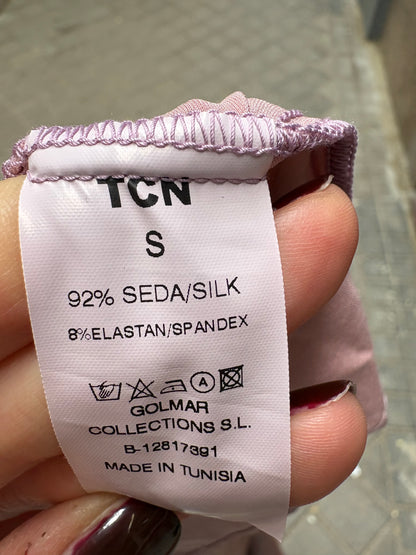 TCN
S
92% SEDA/SILK
8%ELASTAN/SPANDEX
A
GOLMAR
COLLECTIONS S.L.
B-12817391
MADE IN TUNISIA